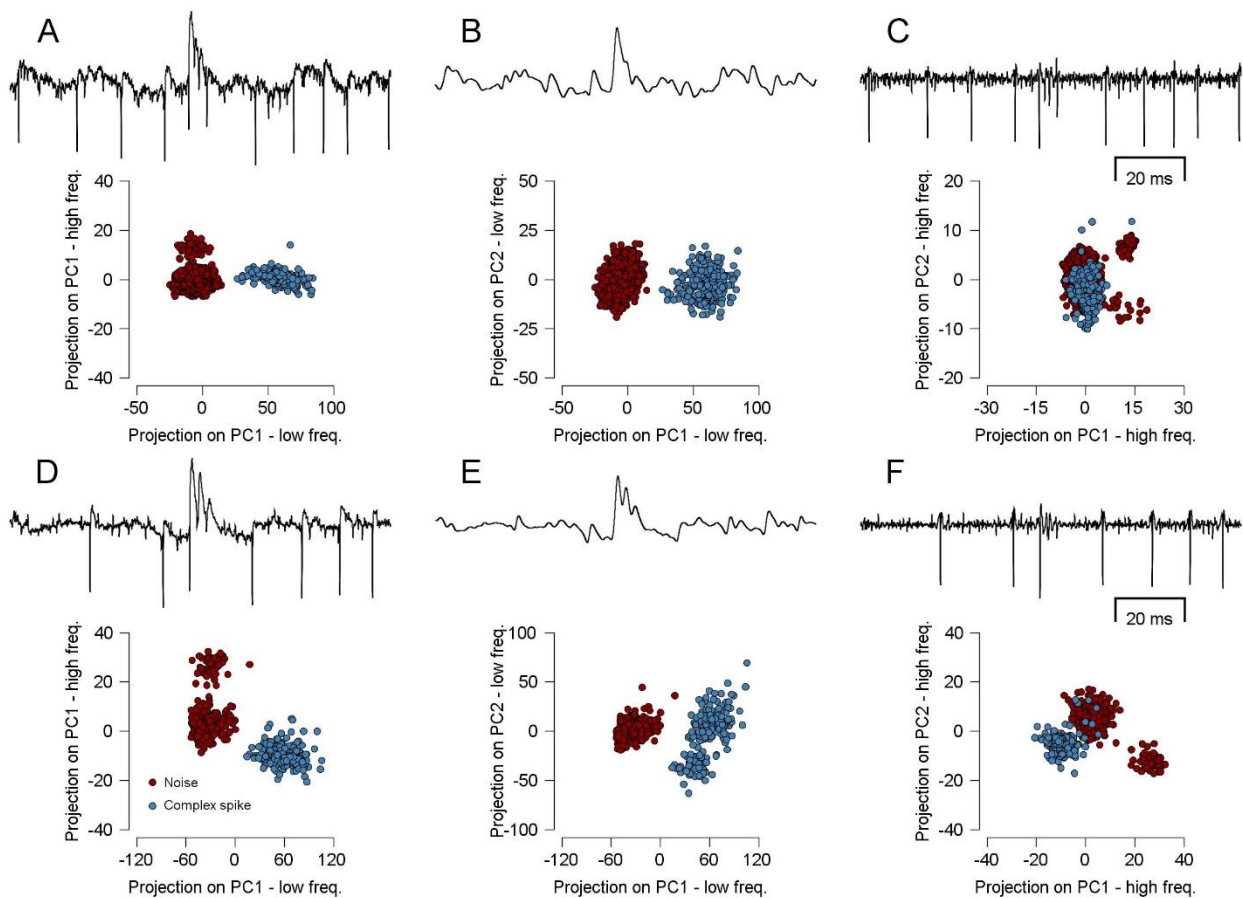 A
B
C
20 ms
Projection on PC1 - high freq.
40
20
0
20
-40
-50
0
50
100
Projection on PC1 - low freq.
Projection on PC2 - low freq.
50
25
0
-25
-50
-50
0
50
100
Projection on PC1 - low freq.
Projection on PC2 - high freq.
20
10
0
-10
-20
-30
-15
0
15
30
Projection on PC1 - high freq.
D
E
F
20 ms
Projection on PC1 - high freq.
40
20
0
-20
-40
Noise
Complex spike
-120
-60
0
60
120
Projection on PC1 - low freq.
Projection on PC2 - low freq.
100
50
0
-50
-100
-120
-60
0
60
120
Projection on PC1 - low freq.
Projection on PC2 - high freq.
40
20
0
-20
-40
-40
-20
0
20
40
Projection on PC1 - high freq.